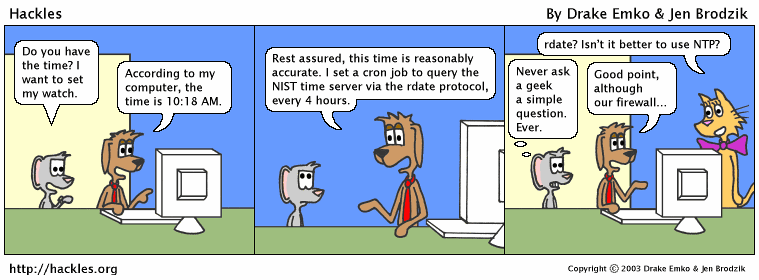 Hackles
By Drake Emko & Jen Brodzik
Do you have
the time? I
want to set
my watch.
According to my
computer, the
time is 10:18 AM.
Rest assured, this time is reasonably
accurate. I set a cron job to query the
NIST time server via the rdate protocol,
every 4 hours.
rdate? Isn't it better to use NTP?
Never ask
a geek
a simple
question.
Ever.
Good point,
although
our firewall...
http://hackles.org
Copyright © 2003 Drake Emko & Jen Brodzik